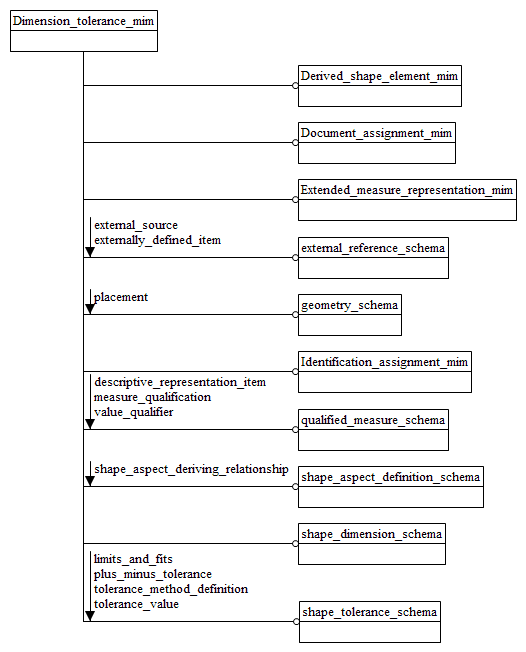 Dimension_tolerance_mim
Derived_shape_element_mim
Document_assignment_mim
Extended_measure_representation_mim
external_source
externally_defined_item
external_reference_schema
placement
geometry_schema
Identification_assignment_mim
descriptive_representation_item
measure_qualification
value_qualifier
qualified_measure_schema
shape_aspect_deriving_relationship
shape_aspect_definition_schema
shape_dimension_schema
limits_and_fits
plus_minus_tolerance
tolerance_method_definition
tolerance_value
shape_tolerance_schema